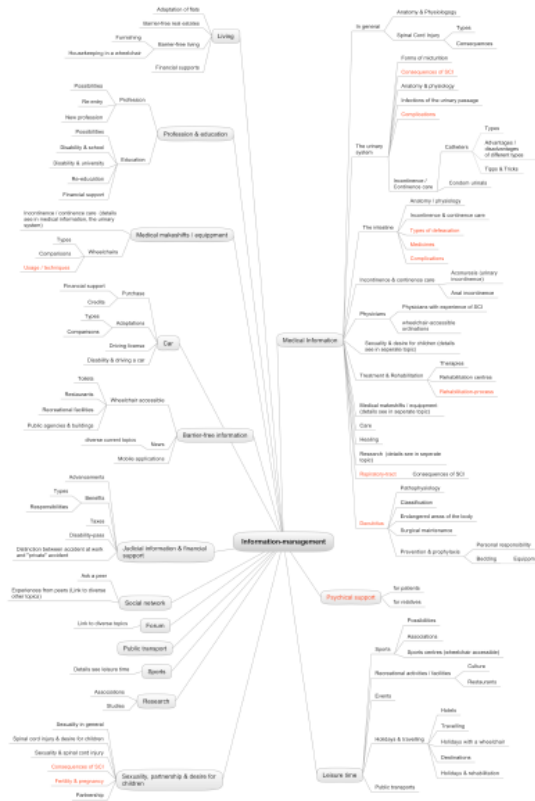 Adaptation of flats
Barrier-free real estates
Furnishing
Housekeeping in a wheelchair
Barrier-free living
Financial supports
Living
Possibilities
Re-entry
New profession
Profession
Possibilities
Disability & school
Disability & university
Re-education
Financial support
Education
Profession & education
Incontinence / continence care (details
see in medical information, the urinary
system)
Types
Comparisons
Usage / techniques
Wheelchairs
Medical makeshifts / equippment
Financial support
Credits
Purchase
Types
Comparisons
Adaptations
Driving license
Disability & driving a car
Car
Toilets
Restaurants
Recreational facilities
Public agencies & buildings
Wheelchair accessible
diverse current topics
News
Mobile applications
Barrier-free information
Advancements
Types
Responsibilities
Benefits
Taxes
Disability-pass
Distinction between accident at work
and "private" accident
Judicial information & financial
support
Ask a peer
Experiences from peers (Link to diverse
other topics)
Social network
Link to diverse topics
Forum
Public transport
Details see leisure time
Sports
Associations
Studies
Research
Sexuality in general
Spinal cord injury & desire for children
Sexuality & spinal cord injury
Consequences of SCI
Fertility & pregnancy
Partnership
Sexuality, partnership & desire for
children
Information-management
Medical information
In general
Anatomy & Physiology
Spinal Cord Injury
Types
Consequences
The urinary
system
Forms of micturition
Consequences of SCI
Anatomy & physiology
Infections of the urinary passage
Complications
Incontinence /
Continence care
Catheters
Types
Advantages /
disadvantages
of different types
Tipps & Tricks
Condom urinals
The intestine
Anatomy / physiology
Incontinence & continence care
Types of defecation
Medicines
Complications
Incontinence & continence care
(urinary
incontinence)
Anal incontinence
Physicians
Physicians with experience of SCI
wheelchair-accessible
ordinations
Sexuality & desire for children (details
see in seperate topic)
Treatment & Rehabilitation
Therapies
Rehabilitation centres
Rehabilitation process
Medical makeshifts / equippment
(details see in seperate topic)
Care
Healing
Research (details see in seperate
topic)
Consequences of SCI
Decubitus
Pathophysiology
Classification
Endangered areas of the body
Surgical maintenance
Prevention & prophylaxis
Personal responsibility
Bedding
Psychical support
for patients
for relatives
Leisure time
Sports
Possibilities
Associations
Sports centres (wheelchair accessible)
Recreational activities / facilities
Culture
Restaurants
Events
Holidays & travelling
Hotels
Travelling
Holidays with a wheelchair
Destinations
Holidays & rehabilitation
Public transports